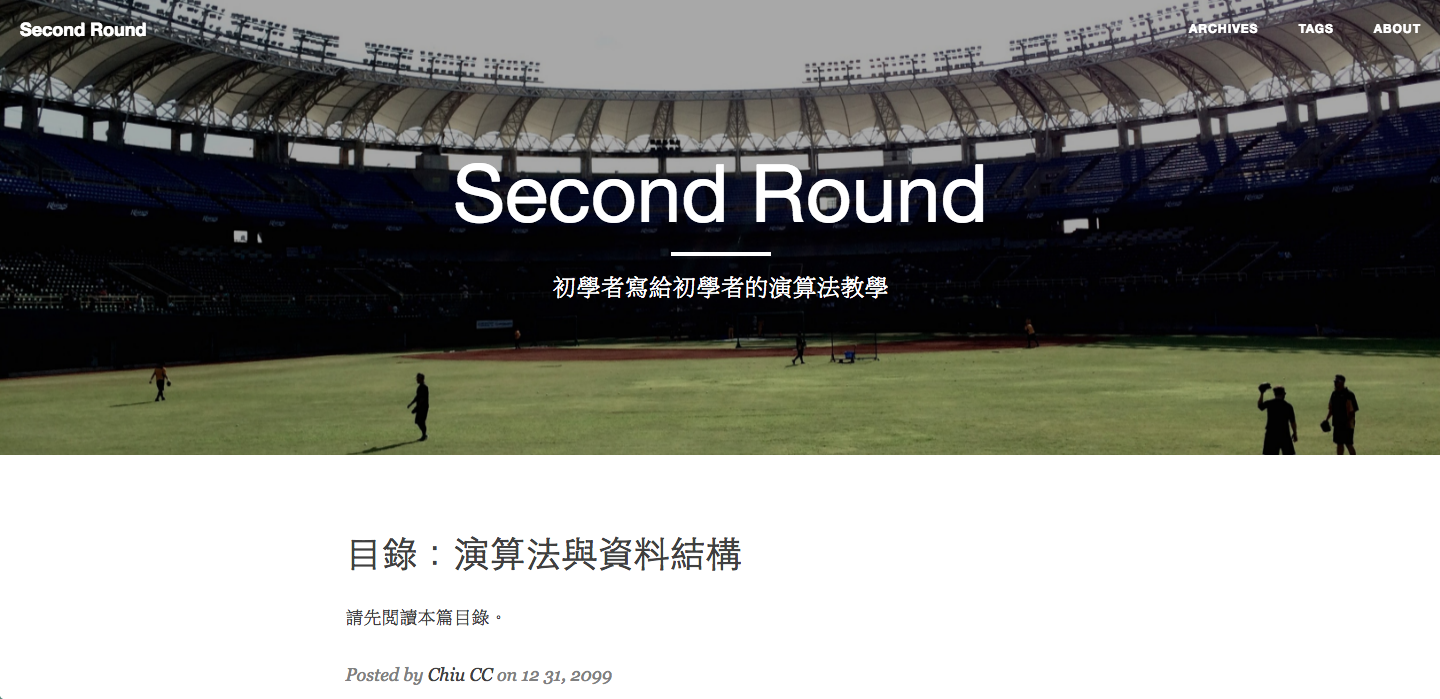 Second Round
ARCHIVES TAGS ABOUT
Second Round
初學者寫給初學者的演算法教學
目錄：演算法與資料結構
請先閱讀本篇目錄。
Posted by Chiu CC on 12 31, 2099